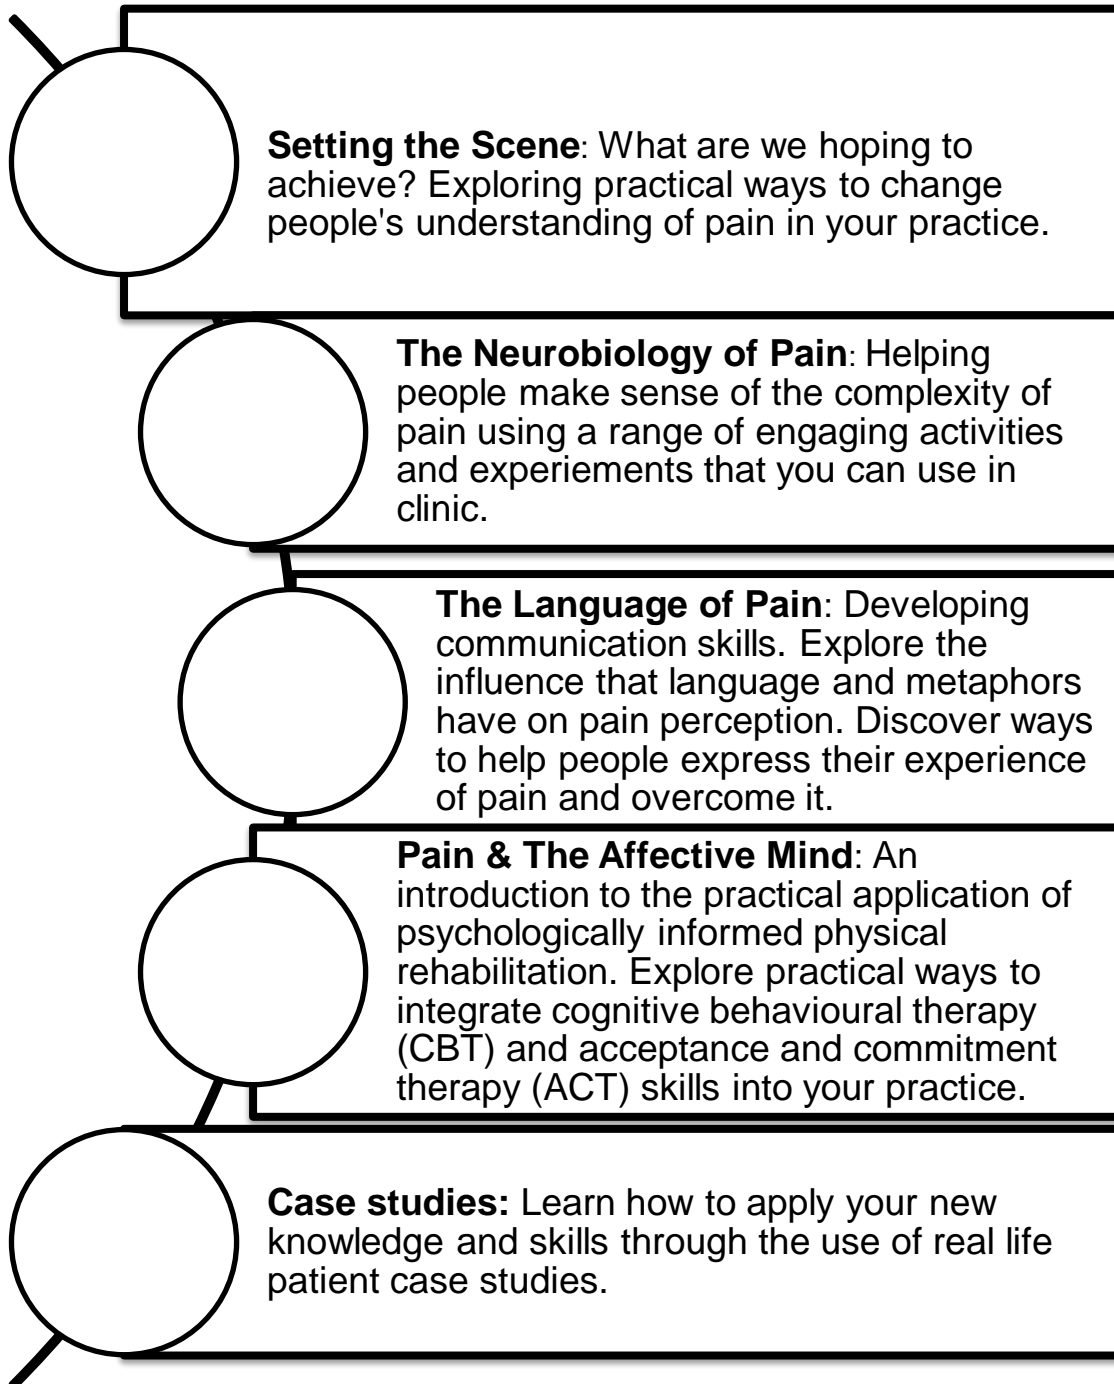 Setting the Scene: What are we hoping to
achieve? Exploring practical ways to change
people's understanding of pain in your practice.
The Neurobiology of Pain: Helping
people make sense of the complexity of
pain using a range of engaging activities
and experiements that you can use in
clinic.
The Language of Pain: Developing
communication skills. Explore the
influence that language and metaphors
have on pain perception. Discover ways
to help people express their experience
of pain and overcome it.
Pain & The Affective Mind: An
introduction to the practical application of
psychologically informed physical
rehabilitation. Explore practical ways to
integrate cognitive behavioural therapy
(CBT) and acceptance and commitment
therapy (ACT) skills into your practice.
Case studies: Learn how to apply your new
knowledge and skills through the use of real life
patient case studies.